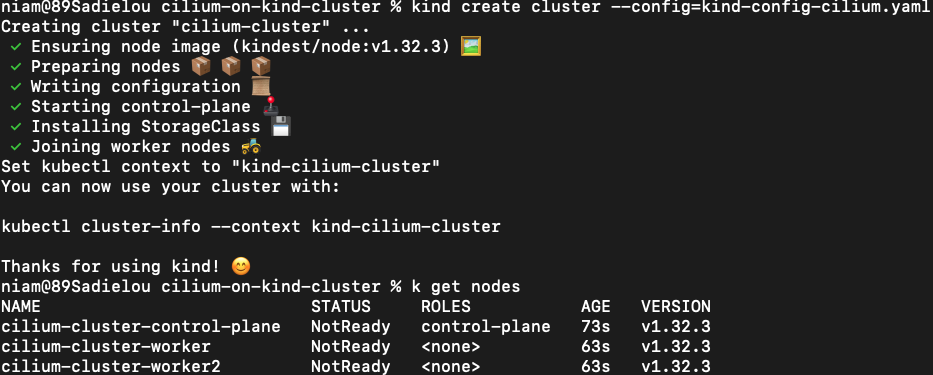 niam@89Sadielou cilium-on-kind-cluster % kind create cluster --config=kind-config-cilium.yaml
Creating cluster "cilium-cluster" ...
✓ Ensuring node image (kindest/node:v1.32.3) 🖼
✓ Preparing nodes 📦 📦 📦
✓ Writing configuration 📜
✓ Starting control-plane 🕹
✓ Installing StorageClass 💾
✓ Joining worker nodes 🚜
Set kubectl context to "kind-cilium-cluster"
You can now use your cluster with:

kubectl cluster-info --context kind-cilium-cluster

Thanks for using kind! 😊
niam@89Sadielou cilium-on-kind-cluster % k get nodes
NAME STATUS ROLES AGE VERSION
cilium-cluster-control-plane NotReady control-plane 73s v1.32.3
cilium-cluster-worker NotReady <none> 63s v1.32.3
cilium-cluster-worker2 NotReady <none> 63s v1.32.3